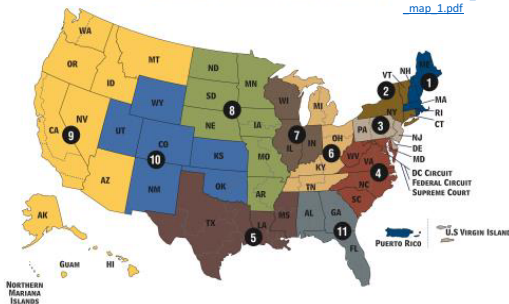 _map_1.pdf
WA
OR
ID
MT
WY
NV
CA
9
UT
CO
10
AZ
NM
ND
SD
8
NE
KS
OK
MN
IA
MO
AR
WI
7
IL
IN
MI
OH
6
KY
TN
TX
LA
5
MS
AL
GA
11
FL
WV
VA
4
NC
SC
PA
3
NY
2
VT
NH
ME
1
MA
RI
CT
NJ
DE
MD
DC CIRCUIT
FEDERAL CIRCUIT
SUPREME COURT
AK
GUAM
HI
NORTHERN
MARIANA
ISLANDS
PUERTO RICO
U.S VIRGIN ISLAND